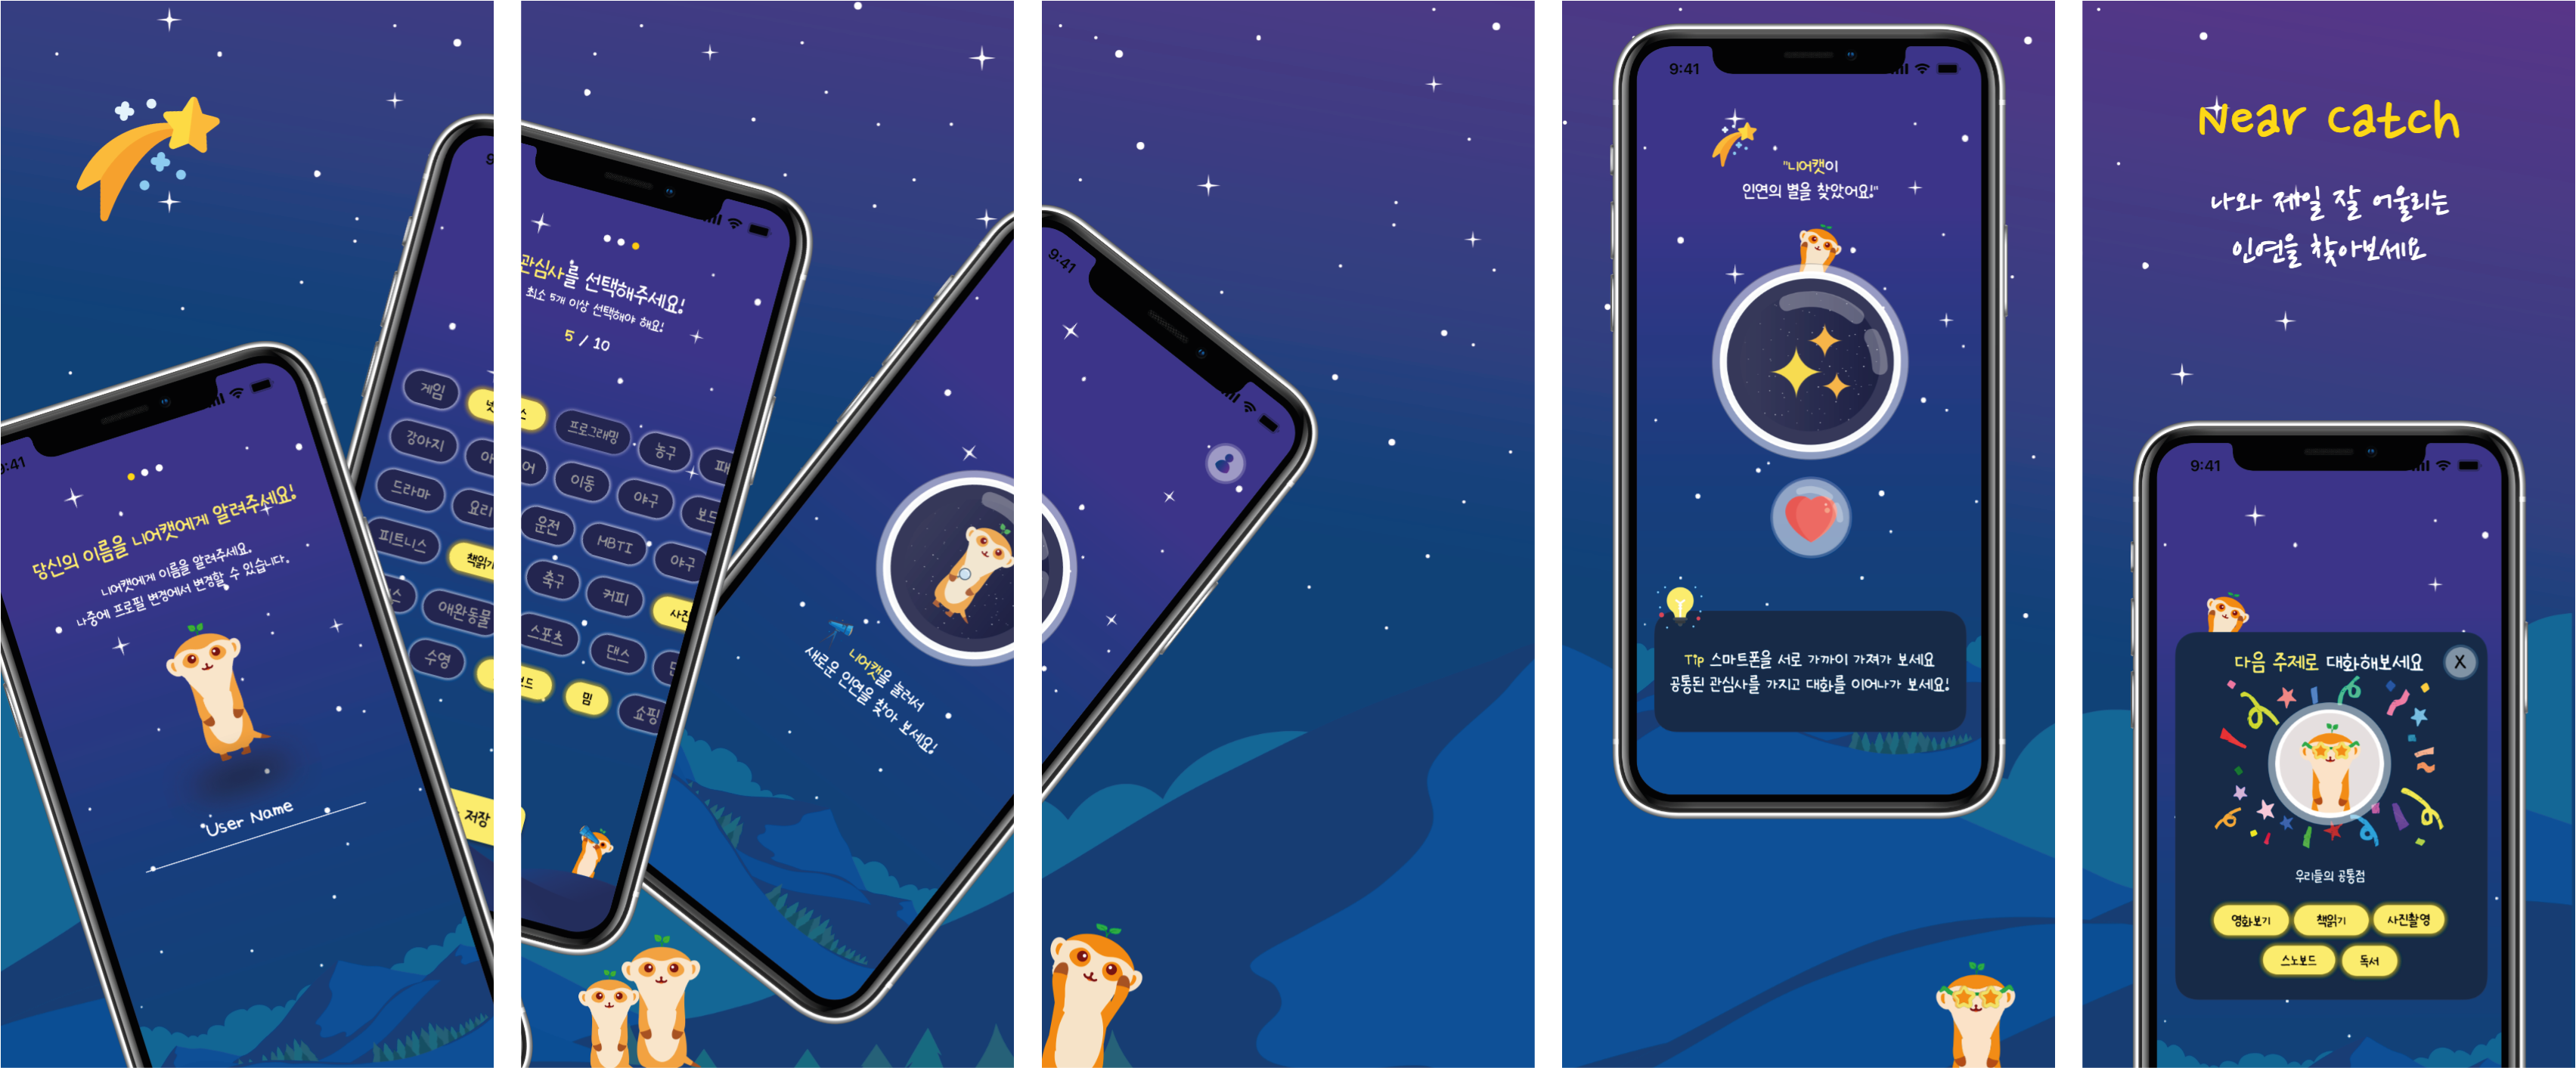 9:41
당신의 이름을 니어캣에게 알려주세요!
니어캣에게 이름을 알려주세요.
나중에 프로필 변경에서 변경할 수 있습니다.
User Name
게임
강아지
드라마
요리
피트니스
책읽기
애완동물
수영
저장
관심사를 선택해주세요!
최소 5개 이상 선택해야 해요!
5 / 10
프로그래밍
농구
이동
야구
운전
MBTI
야구
축구
커피
사진
스포츠
댄스
보드
밈
쇼핑
니어캣을 눌러서
새로운 인연을 찾아 보세요!
9:41
9:41
"니어캣이
인연의 별을 찾았어요!"
Tip 스마트폰을 서로 가까이 가져가 보세요
공통된 관심사를 가지고 대화를 이어나가 보세요!
Near catch
나와 제일 잘 어울리는
인연을 찾아보세요
9:41
다음 주제로 대화해보세요
X
우리들의 공통점
영화보기 책읽기 사진촬영
스노보드 독서